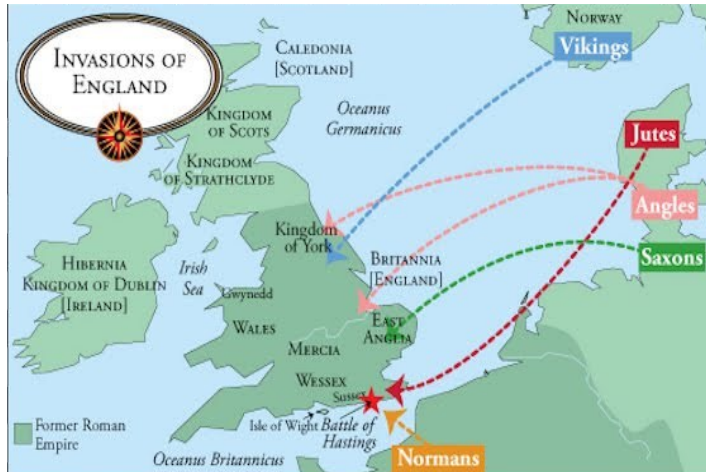 INVASIONS OF
ENGLAND
NORWAY
Vikings
CALEDONIA
[SCOTLAND]
Oceanus
Germanicus
KINGDOM
OF SCOTS
Jutes
KINGDOM
OF STRATHCLYDE
Angles
Kingdom
of York
BRITANNIA
[ENGLAND]
Saxons
HIBERNIA
KINGDOM OF DUBLIN
[IRELAND]
Irish
Sea
Gwynedd
WALES
EAST
ANGLIA
MERCIA
WESSEX
Sussex
Former Roman
Empire
Isle of Wight
Battle of
Hastings
Normans
Oceanus Britannicus